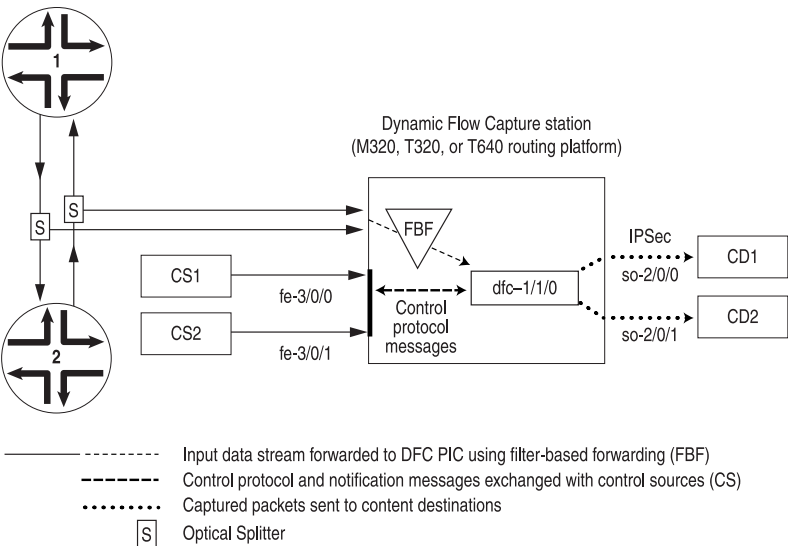 1
Dynamic Flow Capture station
(M320, T320, or T640 routing platform)
S
S
FBF
IPSec
CS1
CD1
so-2/0/0
dfc–1/1/0
fe-3/0/0
Control
protocol
messages
CS2
CD2
so-2/0/1
fe-3/0/1
2
Input data stream forwarded to DFC PIC using filter-based forwarding (FBF)
Control protocol and notification messages exchanged with control sources (CS)
Captured packets sent to content destinations
S Optical Splitter